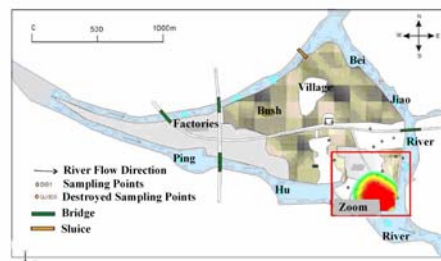 0 500 1000m
N
W E
S
Bei
Village
Bush
Jiao
Factories
River
Ping
River Flow Direction
Sampling Points
Destroyed Sampling Points
Bridge
Sluice
Hu
Zoom
River